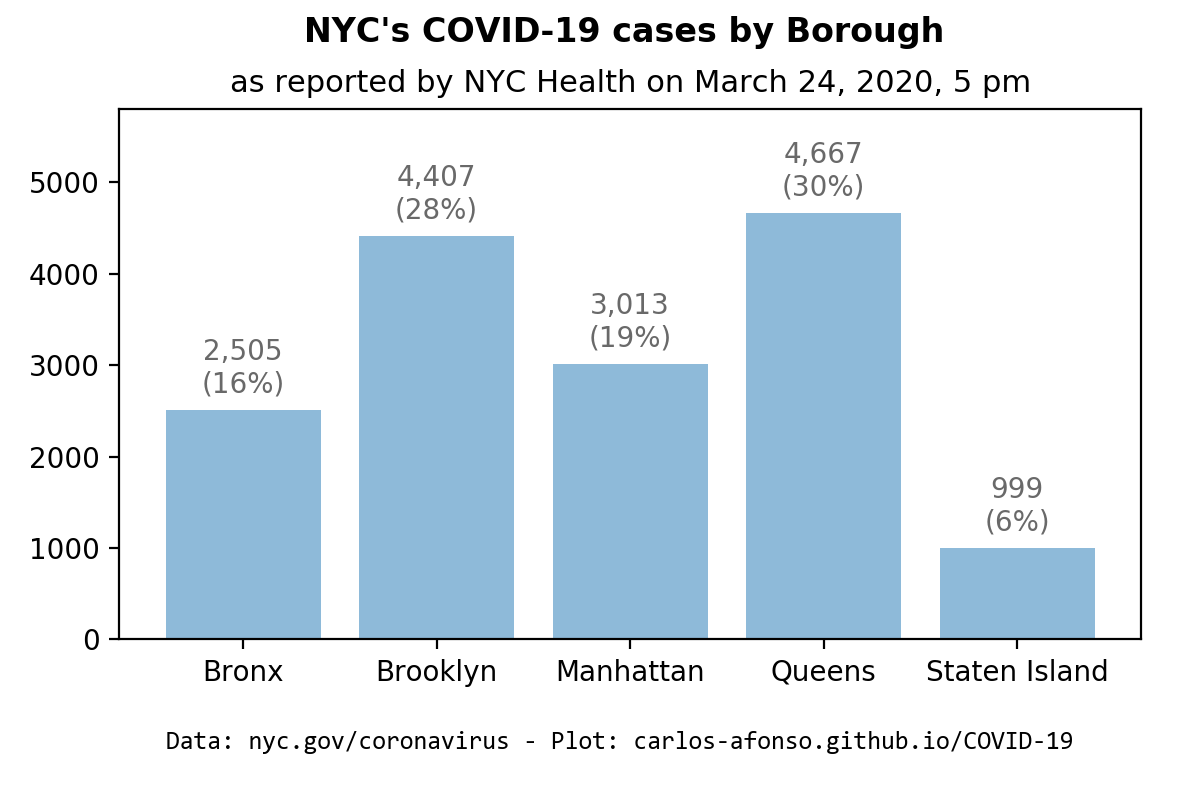 NYC's COVID-19 cases by Borough
as reported by NYC Health on March 24, 2020, 5 pm
5000
4000
3000
2000
1000
0
2,505
(16%)
4,407
(28%)
3,013
(19%)
4,667
(30%)
999
(6%)
Bronx
Brooklyn
Manhattan
Queens
Staten Island
Data: nyc.gov/coronavirus - Plot: carlos-afonso.github.io/COVID-19